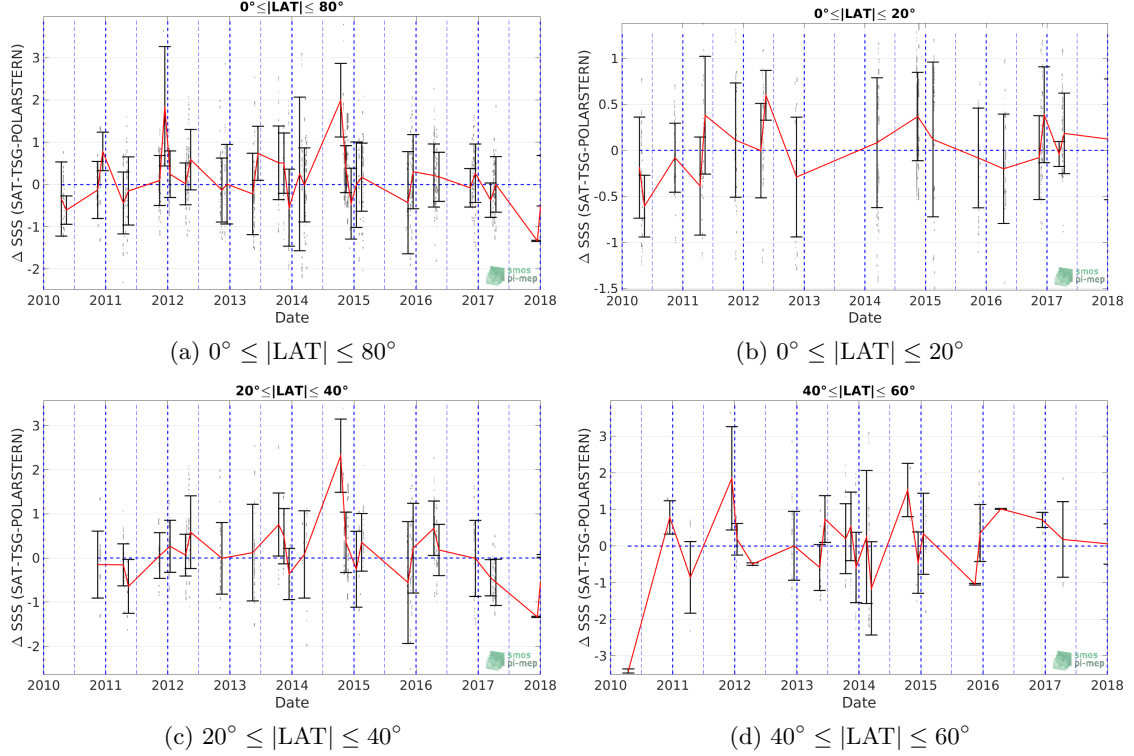 0°≤|LAT|≤ 80°
Δ SSS (SAT-TSG-POLARSTERN)
3
2
1
0
-1
-2
smos
pi-mep
2010 2011 2012 2013 2014 2015 2016 2017 2018
Date
(a) 0° ≤ |LAT| ≤ 80°
0°≤|LAT|≤ 20°
Δ SSS (SAT-TSG-POLARSTERN)
1
0.5
0
-0.5
-1
-1.5
smos
pi-mep
2010 2011 2012 2013 2014 2015 2016 2017 2018
Date
(b) 0° ≤ |LAT| ≤ 20°
20°≤|LAT|≤ 40°
Δ SSS (SAT-TSG-POLARSTERN)
3
2
1
0
-1
-2
smos
pi-mep
2010 2011 2012 2013 2014 2015 2016 2017 2018
Date
(c) 20° ≤ |LAT| ≤ 40°
40°≤|LAT|≤ 60°
Δ SSS (SAT-TSG-POLARSTERN)
3
2
1
0
-1
-2
-3
smos
pi-mep
2010 2011 2012 2013 2014 2015 2016 2017 2018
Date
(d) 40° ≤ |LAT| ≤ 60°